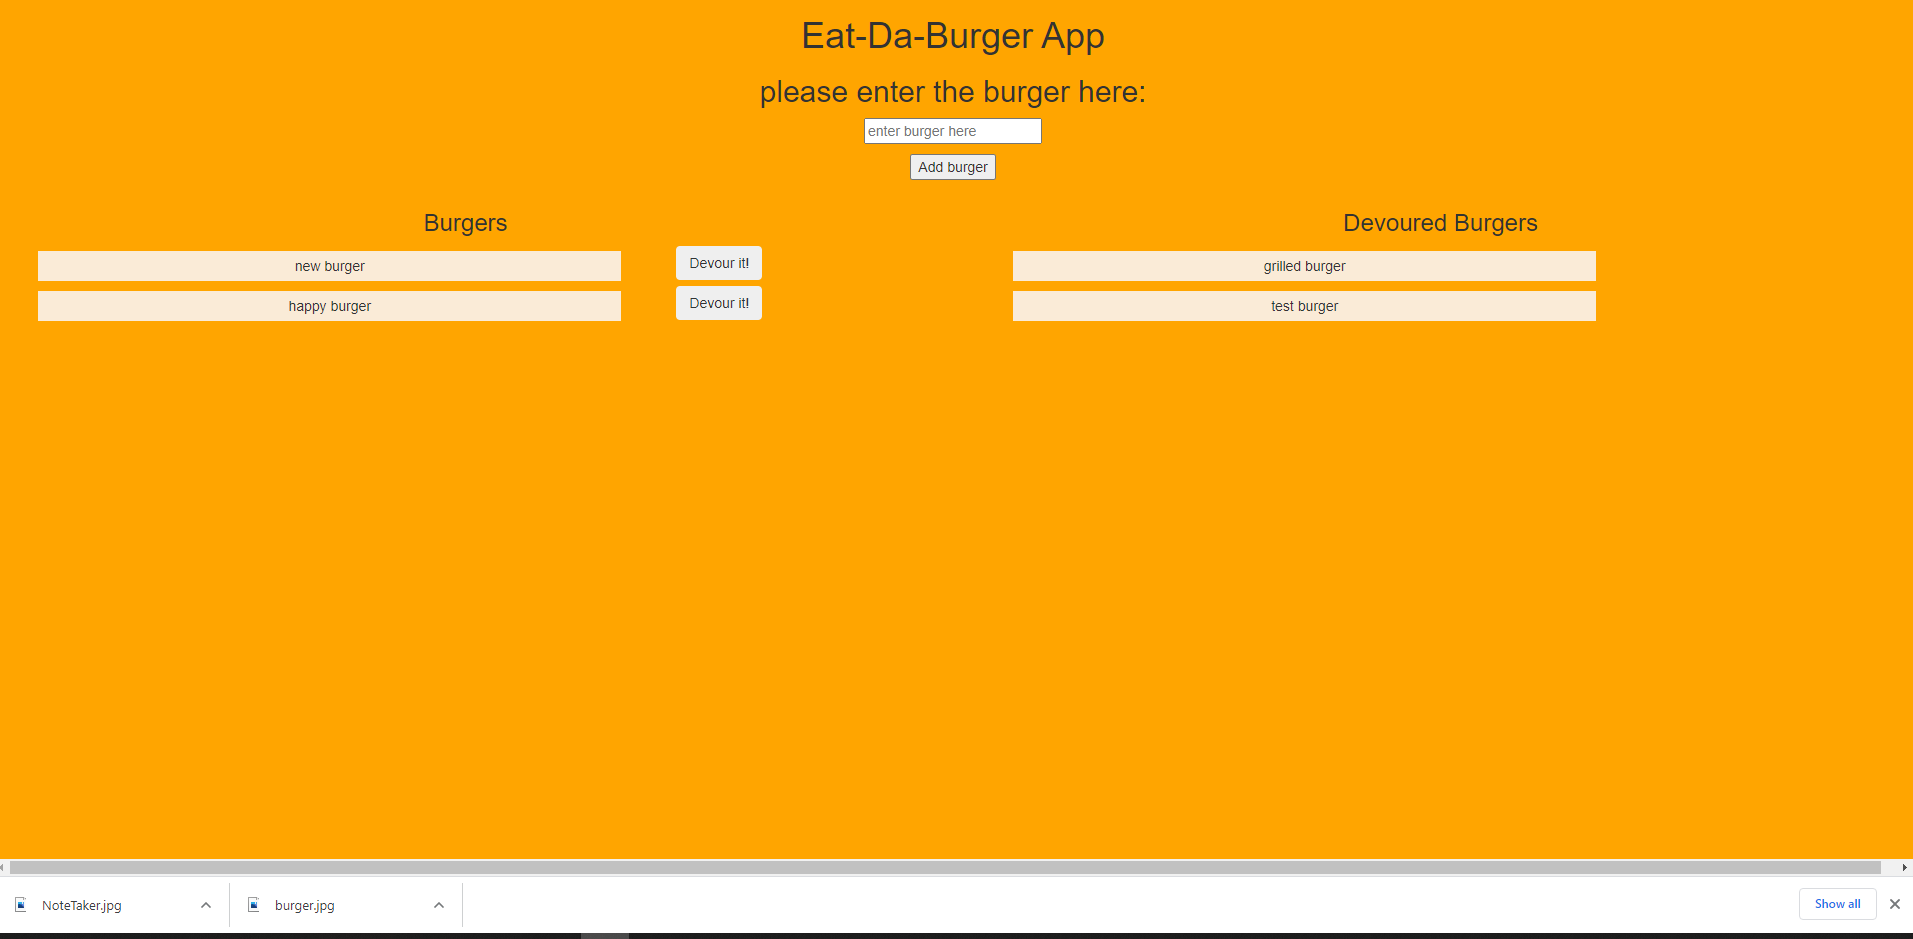 Eat-Da-Burger App
please enter the burger here:
enter burger here
Add burger
Burgers
new burger
Devour it!
happy burger
Devour it!
Devoured Burgers
grilled burger
test burger
NoteTaker.jpg
burger.jpg
Show all